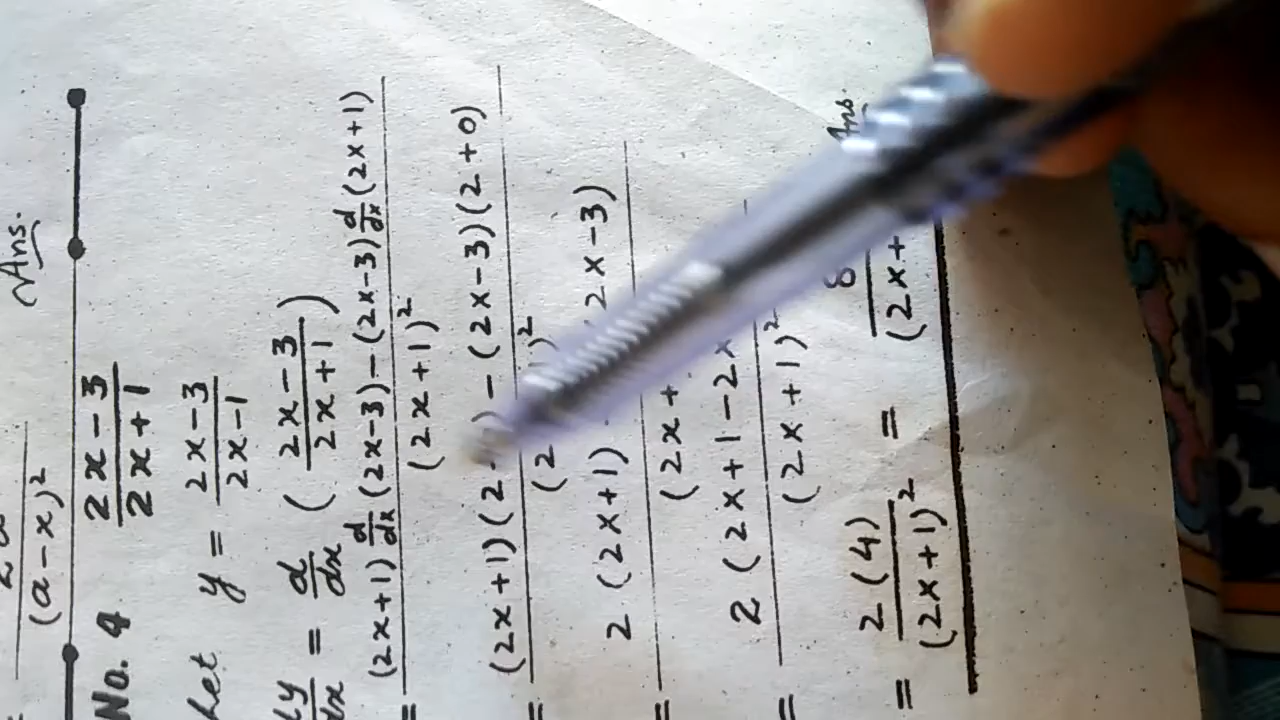 (a-x)²
Ans.
No. 4 (2x-3)/(2x+1)
Let y = (2x-3)/(2x-1)
dy/dx = d/dx ((2x-3)/(2x+1))
= ((2x+1) d/dx (2x-3) - (2x-3) d/dx (2x+1))/(2x+1)²
= (2x+1)(2 ) - (2x-3)(2+0) / (2 )²
= 2(2x+1) 2x-3) / (2x+
= 2(2x+1-2x / (2x+1)²
= 2(4)/(2x+1)² = 8/(2x+ Ans.